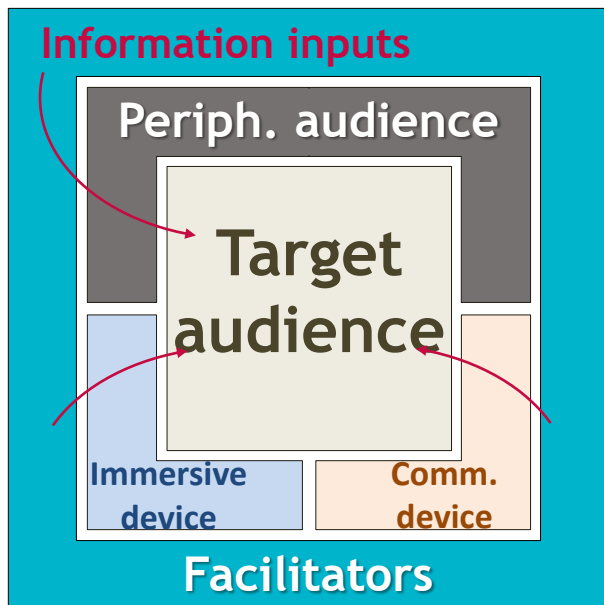 Information inputs
Periph. audience
Target
audience
Immersive
device
Comm.
device
Facilitators